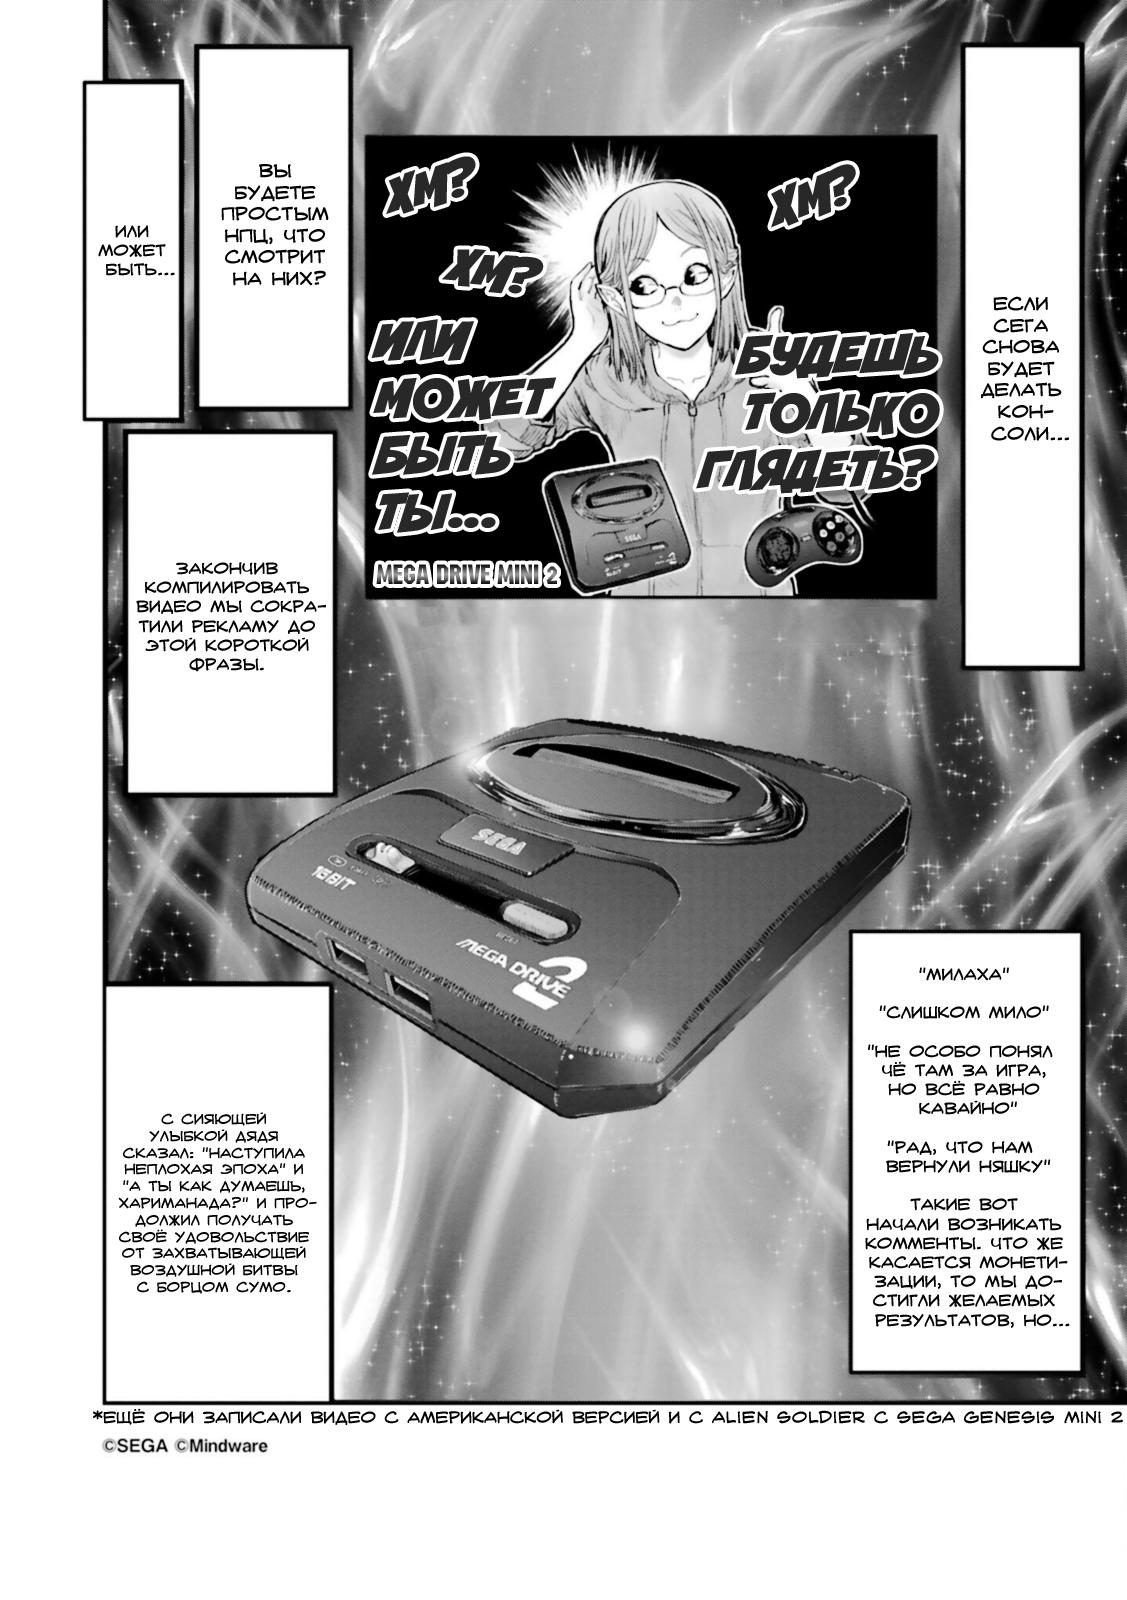 ЕСЛИ
СЕГА
СНОВА
БУДЕТ
ДЕЛАТЬ
КОН-
СОЛИ...
ХМ?
ХМ?
ХМ?
БУДЕШЬ
ТОЛЬКО
ГЛЯДЕТЬ?
ИЛИ
МОЖЕТ
БЫТЬ
ТЫ...
SEGA
MEGA DRIVE MINI 2
ВЫ
БУДЕТЕ
ПРОСТЫМ
НПЦ, ЧТО
СМОТРИТ
НА НИХ?
ИЛИ
МОЖЕТ
БЫТЬ...
ЗАКОНЧИВ
КОМПИЛИРОВАТЬ
ВИДЕО МЫ СОКРА-
ТИЛИ РЕКЛАМУ ДО
ЭТОЙ КОРОТКОЙ
ФРАЗЫ.
SEGA
16BIT
MEGA DRIVE
2
"МИЛАХА"
"СЛИШКОМ МИЛО"
"НЕ ОСОБО ПОНЯЛ
ЧЁ ТАМ ЗА ИГРА,
НО ВСЁ РАВНО
КАВАЙНО"
"РАД, ЧТО НАМ
ВЕРНУЛИ НЯШКУ"
ТАКИЕ ВОТ
НАЧАЛИ ВОЗНИКАТЬ
КОММЕНТЫ. ЧТО ЖЕ
КАСАЕТСЯ МОНЕТИ-
ЗАЦИИ, ТО МЫ ДО-
СТИГЛИ ЖЕЛАЕМЫХ
РЕЗУЛЬТАТОВ, НО...
С СИЯЮЩЕЙ
УЛЫБКОЙ ДЯДЯ
СКАЗАЛ: "НАСТУПИЛА
НЕПЛОХАЯ ЭПОХА" И
"А ТЫ КАК ДУМАЕШЬ,
ХАРИМАНАДА?" И ПРО-
ДОЛЖИЛ ПОЛУЧАТЬ
СВОЁ УДОВОЛЬСТВИЕ
ОТ ЗАХВАТЫВАЮЩЕЙ
ВОЗДУШНОЙ БИТВЫ
С БОРЦОМ СУМО.
*ЕЩЁ ОНИ ЗАПИСАЛИ ВИДЕО С АМЕРИКАНСКОЙ ВЕРСИЕЙ И С ALIEN SOLDIER С SEGA GENESIS MINI 2
©SEGA ©Mindware